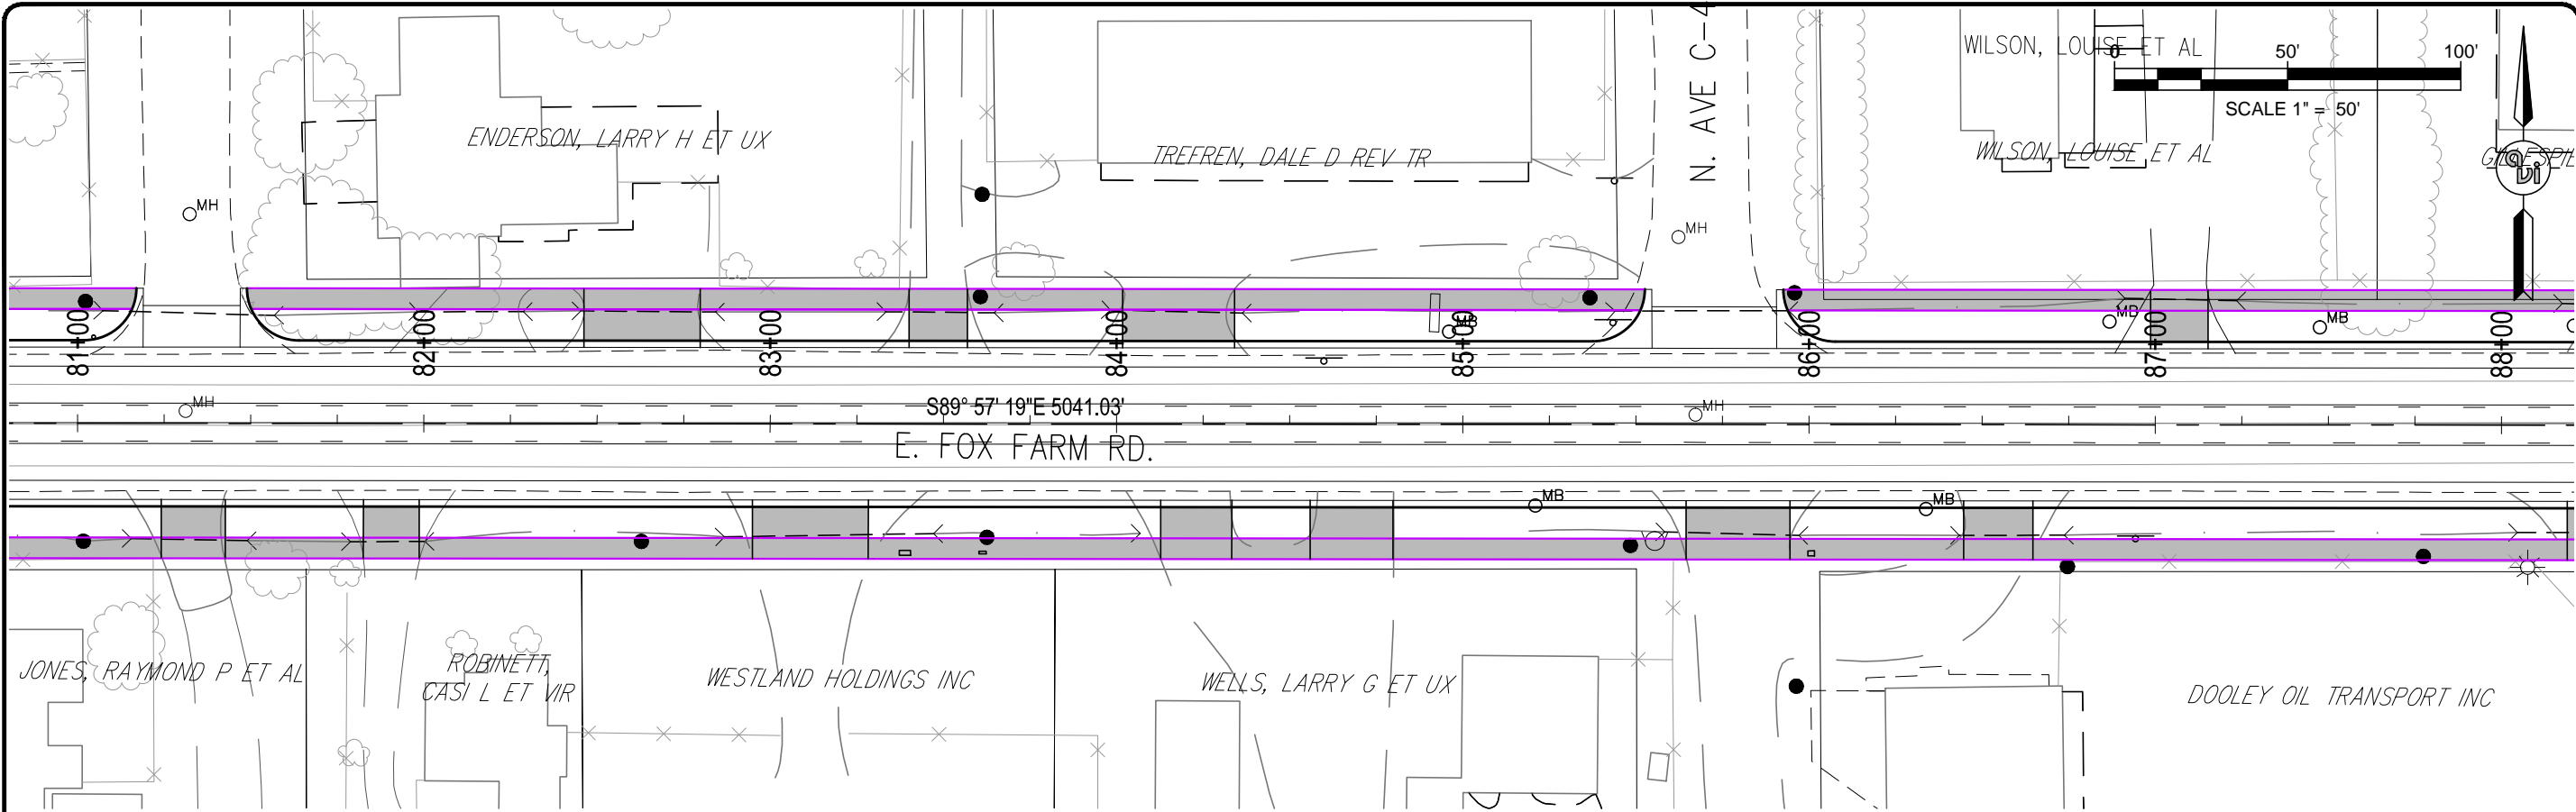 N. AVE C-4
WILSON, LOUISE ET AL
0 50' 100'
SCALE 1" = 50'
ENDERSON, LARRY H ET UX
TREFREN, DALE D REV TR
WILSON, LOUISE ET AL
MH
MH
MB
MB
MB
81+00 82+00 83+00 84+00 85+00 86+00 87+00 88+00
MH
S89° 57' 19"E 5041.03'
MH
E. FOX FARM RD.
MB
MB
JONES, RAYMOND P ET AL
ROBINETT,
CASI L ET VIR
WESTLAND HOLDINGS INC
WELLS, LARRY G ET UX
DOOLEY OIL TRANSPORT INC